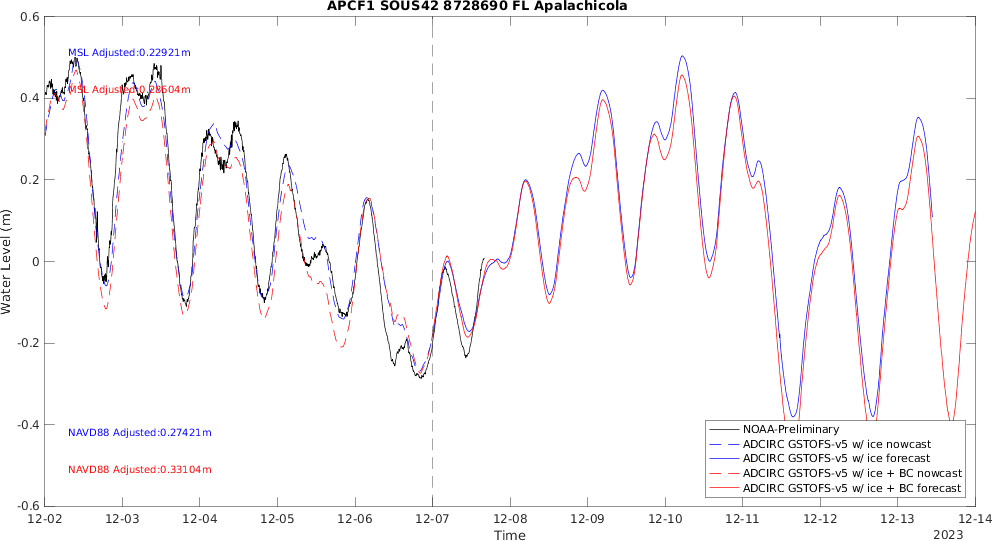 APCF1 SOUS42 8728690 FL Apalachicola
Water Level (m)
0.6
0.4
0.2
0
-0.2
-0.4
-0.6
MSL Adjusted:0.22921m
MSL Adjusted:0.28604m
NAVD88 Adjusted:0.27421m
NAVD88 Adjusted:0.33104m
NOAA-Preliminary
ADCIRC GSTOFS-v5 w/ ice nowcast
ADCIRC GSTOFS-v5 w/ ice forecast
ADCIRC GSTOFS-v5 w/ ice + BC nowcast
ADCIRC GSTOFS-v5 w/ ice + BC forecast
12-02 12-03 12-04 12-05 12-06 12-07 12-08 12-09 12-10 12-11 12-12 12-13 12-14
Time
2023